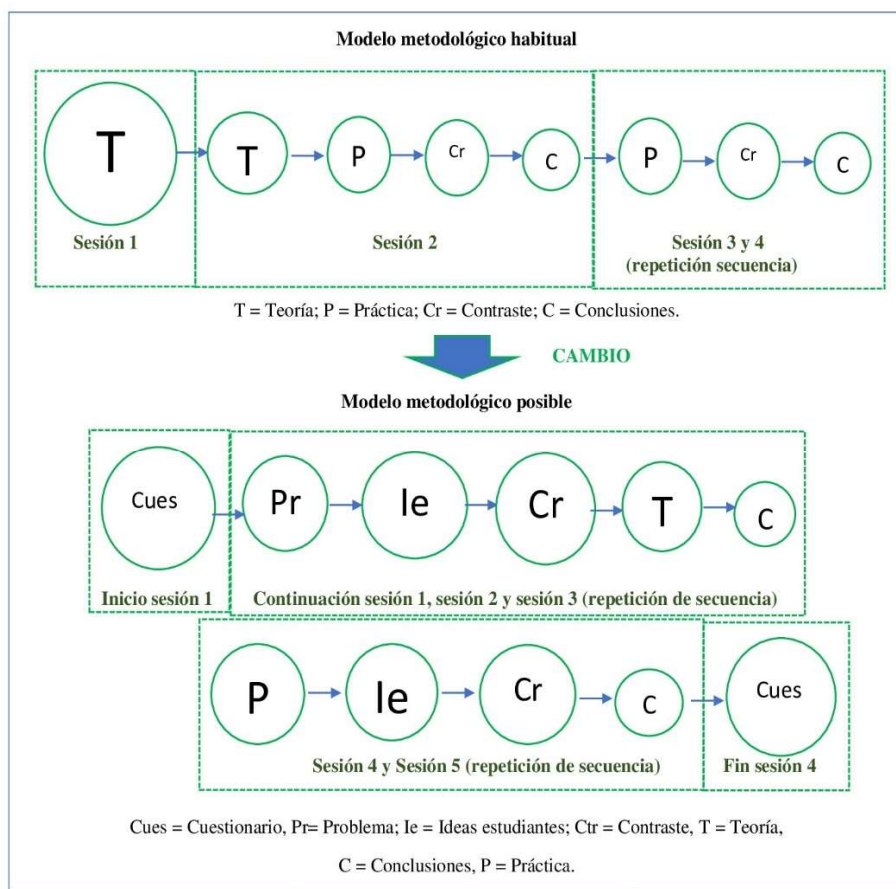 Modelo metodológico habitual
T
T
P
Cr
C
P
Cr
C
Sesión 1
Sesión 2
Sesión 3 y 4
(repetición secuencia)
T = Teoría; P = Práctica; Cr = Contraste; C = Conclusiones.
CAMBIO
Modelo metodológico posible
Cues
Pr
Ie
Cr
T
C
Inicio sesión 1
Continuación sesión 1, sesión 2 y sesión 3 (repetición de secuencia)
P
Ie
Cr
C
Cues
Sesión 4 y Sesión 5 (repetición de secuencia)
Fin sesión 4
Cues = Cuestionario, Pr= Problema; Ie = Ideas estudiantes; Ctr = Contraste, T = Teoría,
C = Conclusiones, P = Práctica.